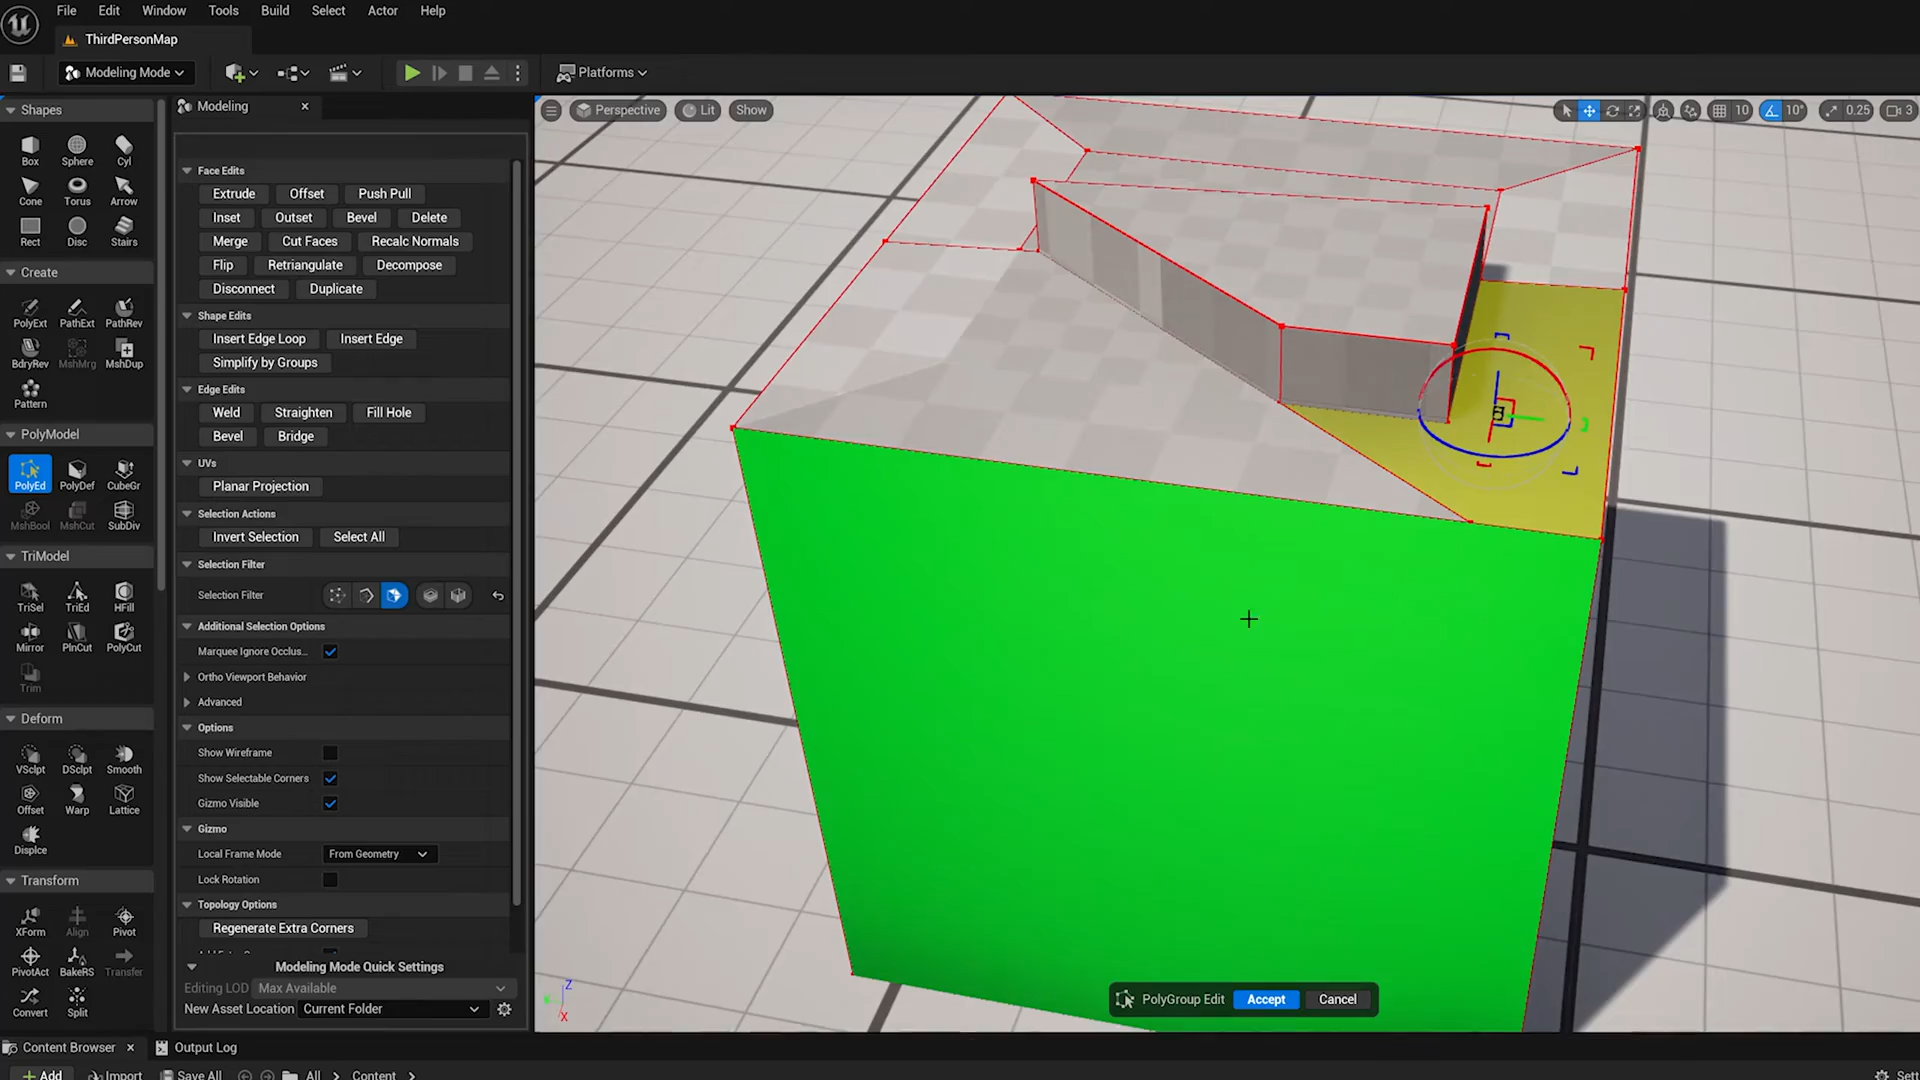 File Edit Window Tools Build Select Actor Help
ThirdPersonMap
Modeling Mode Platforms
Shapes
Box Sphere Cyl
Cone Torus Arrow
Rect Disc Stairs
Create
PolyExt PathExt PathRev
BdryRev MshMrg MshDup
Pattern
PolyModel
PolyEd PolyDef CubeGr
MshBool MshCut SubDiv
TriModel
TriSel TriEd HFill
Mirror PlnCut PolyCut
Trim
Deform
VSclpt DSclpt Smooth
Offset Warp Lattice
Displce
Transform
XForm Align Pivot
PivotAct BakeRS Transfer
Convert Split
Modeling
Face Edits
Extrude Offset Push Pull
Inset Outset Bevel Delete
Merge Cut Faces Recalc Normals
Flip Retriangulate Decompose
Disconnect Duplicate
Shape Edits
Insert Edge Loop Insert Edge
Simplify by Groups
Edge Edits
Weld Straighten Fill Hole
Bevel Bridge
UVs
Planar Projection
Selection Actions
Invert Selection Select All
Selection Filter
Selection Filter
Additional Selection Options
Marquee Ignore Occlus...
Ortho Viewport Behavior
Advanced
Options
Show Wireframe
Show Selectable Corners
Gizmo Visible
Gizmo
Local Frame Mode From Geometry
Lock Rotation
Topology Options
Regenerate Extra Corners
Modeling Mode Quick Settings
Editing LOD Max Available
New Asset Location Current Folder
Perspective Lit Show
10 10° 0.25 3
Z
X
PolyGroup Edit Accept Cancel
Content Browser Output Log
Add Import Save All All Content Sett